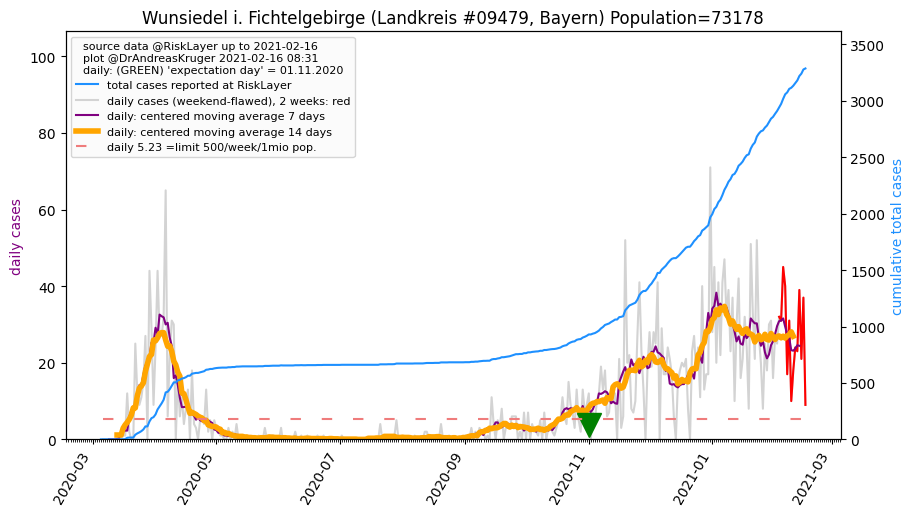 Wunsiedel i. Fichtelgebirge (Landkreis #09479, Bayern) Population=73178
source data @RiskLayer up to 2021-02-16
plot @DrAndreasKruger 2021-02-16 08:31
daily: (GREEN) 'expectation day' = 01.11.2020
total cases reported at RiskLayer
daily cases (weekend-flawed), 2 weeks: red
daily: centered moving average 7 days
daily: centered moving average 14 days
daily 5.23 =limit 500/week/1mio pop.
daily cases
100
80
60
40
20
0
cumulative total cases
3500
3000
2500
2000
1500
1000
500
0
2020-03
2020-05
2020-07
2020-09
2020-11
2021-01
2021-03